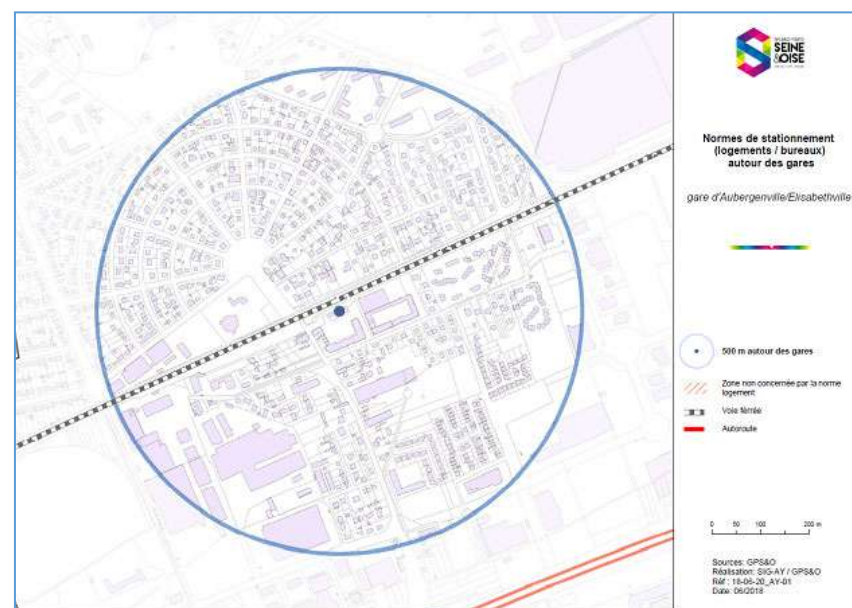 SEINE
&OISE
Normes de stationnement
(logements / bureaux)
autour des gares
gare d'Aubergenville/Elisabethville
500 m autour des gares
Zone non concernée par la norme
logement
Voie férrée
Autoroute
0 50 100 200 m
Sources: GPS&O
Réalisation: SIG-AY / GPS&O
Réf : 18-06-20_AY-01
Date: 06/2018